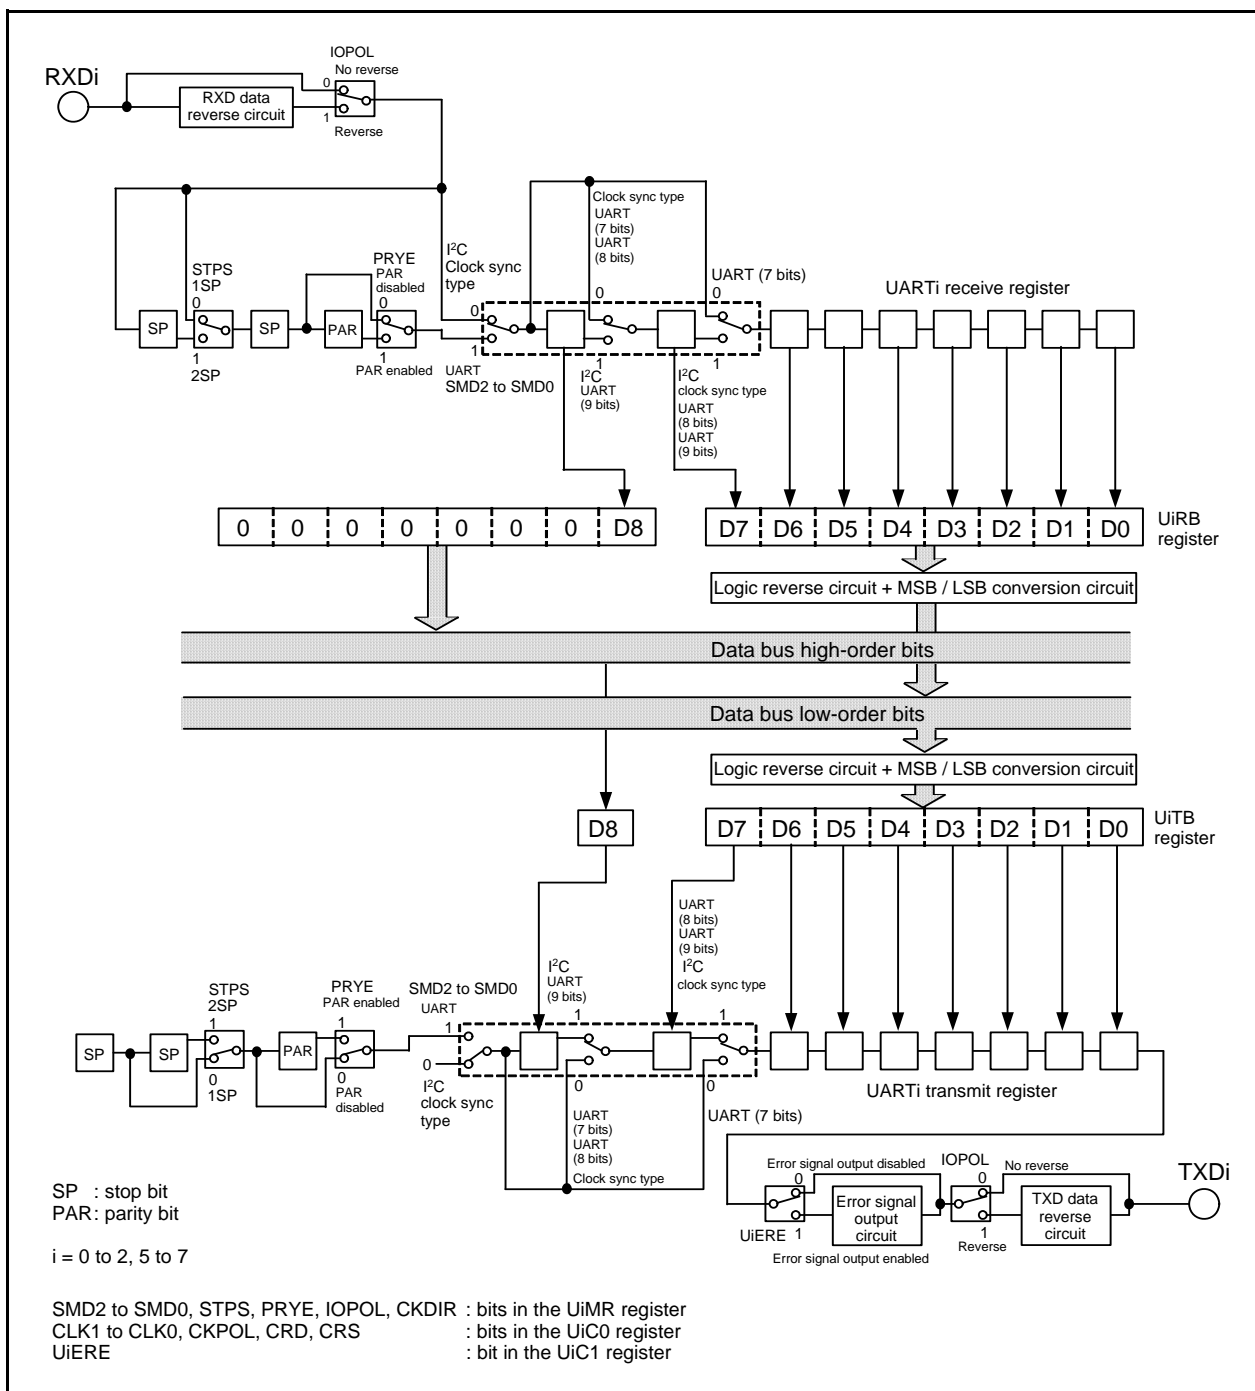 IOPOL
No reverse
RXDi
0
RXD data
reverse circuit
1
Reverse
Clock sync type
UART
(7 bits)
UART
(8 bits)
I²C
Clock sync
type
STPS
1SP
0
PRYE
PAR
disabled
0
UART (7 bits)
0
0
0
UARTi receive register
SP
SP
PAR
1
2SP
1
PAR enabled
1
UART
SMD2 to SMD0
1
I²C
UART
(9 bits)
1
I²C
clock sync type
UART
(8 bits)
UART
(9 bits)
0 0 0 0 0 0 0 D8
D7 D6 D5 D4 D3 D2 D1 D0
UiRB
register
Logic reverse circuit + MSB / LSB conversion circuit
Data bus high-order bits
Data bus low-order bits
Logic reverse circuit + MSB / LSB conversion circuit
D8
D7 D6 D5 D4 D3 D2 D1 D0
UiTB
register
UART
(8 bits)
UART
(9 bits)
I²C
clock sync type
I²C
UART
(9 bits)
STPS
2SP
1
PRYE
PAR enabled
1
SMD2 to SMD0
UART
1
1
1
SP
SP
PAR
0
1SP
0
PAR
disabled
0
I²C
clock sync
type
0
UART
(7 bits)
UART
(8 bits)
Clock sync type
0
UART (7 bits)
UARTi transmit register
Error signal output disabled
0
IOPOL
0
No reverse
TXDi
UiERE
1
Error signal
output
circuit
Error signal output enabled
1
Reverse
TXD data
reverse
circuit
SP : stop bit
PAR : parity bit
i = 0 to 2, 5 to 7
SMD2 to SMD0, STPS, PRYE, IOPOL, CKDIR : bits in the UiMR register
CLK1 to CLK0, CKPOL, CRD, CRS : bits in the UiC0 register
UiERE : bit in the UiC1 register